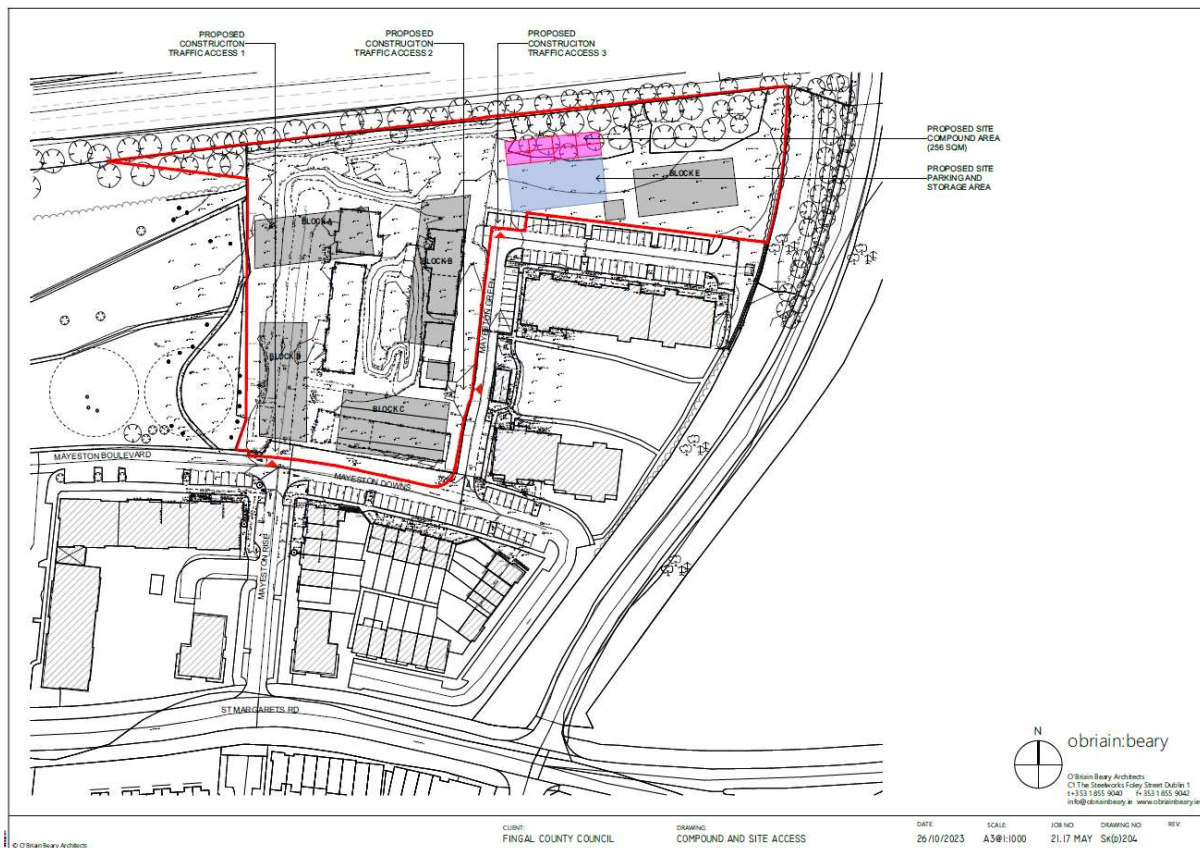 PROPOSED
CONSTRUCITON
TRAFFIC ACCESS 1
PROPOSED
CONSTRUCITON
TRAFFIC ACCESS 2
PROPOSED
CONSTRUCITON
TRAFFIC ACCESS 3
PROPOSED SITE
COMPOUND AREA
(256 SQM)
PROPOSED SITE
PARKING AND
STORAGE AREA
BLOCK E
BLOCK A
BLOCK B
MAYESTON GREEN
BLOCK D
BLOCK C
MAYESTON BOULEVARD
MAYESTON DOWNS
MAYESTON RISE
ST MARGARETS RD
N
obriain:beary
O'Briain Beary Architects
C1 The Steelworks Foley Street Dublin 1
t+353 1 855 9040 f+ 353 1 855 9042
info@obriainbeary.ie www.obriainbeary.ie
CLIENT:
FINGAL COUNTY COUNCIL
DRAWING:
COMPOUND AND SITE ACCESS
DATE:
26/10/2023
SCALE:
A3@1:1000
JOB NO:
21.17 MAY
DRAWING NO:
SK(D)204
REV:
© O'Briain Beary Architects